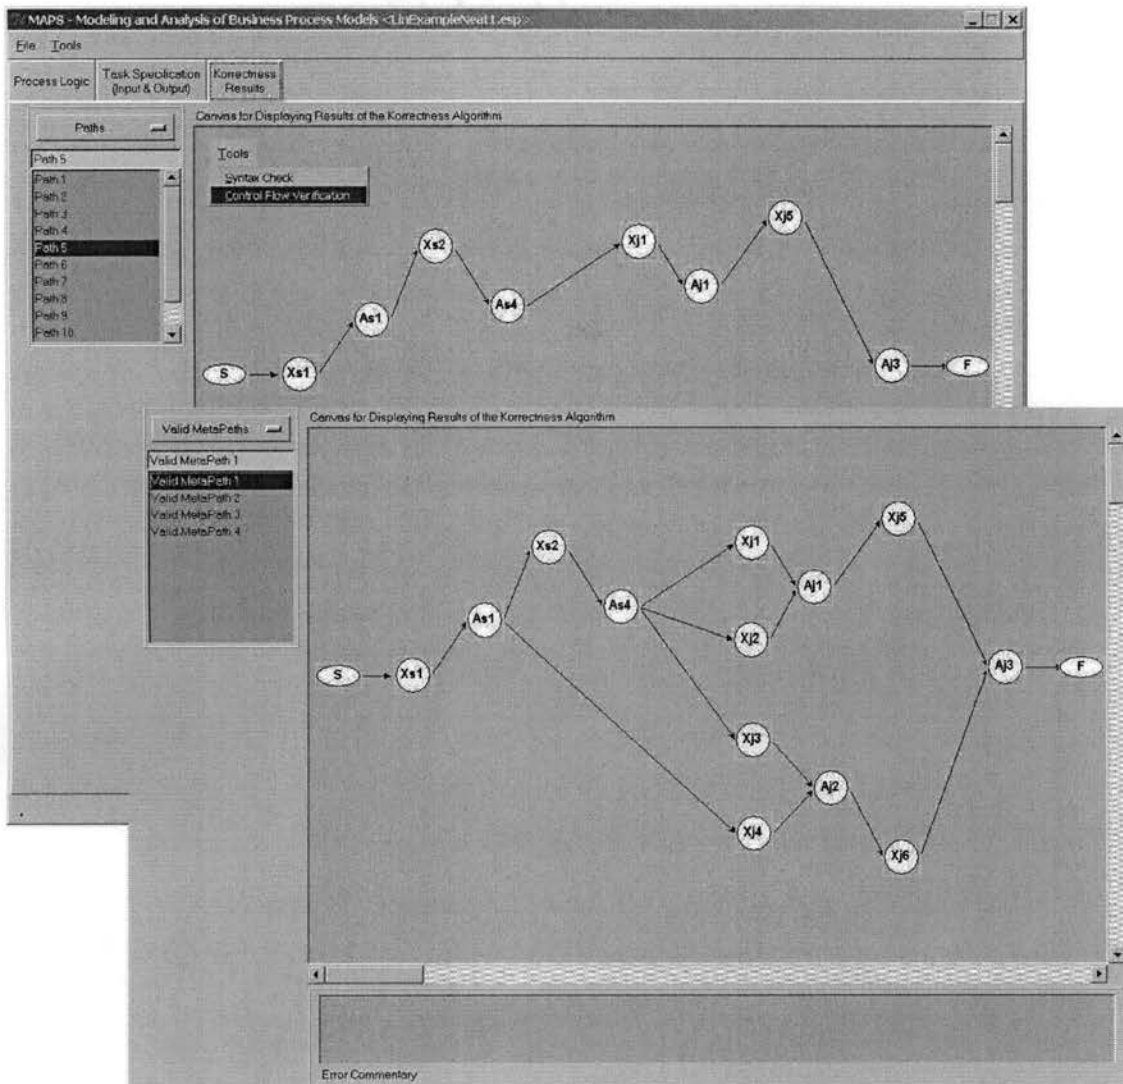 MAPS - Modeling and Analysis of Business Process Models <LinExampleNeat1.esp>
File Tools
Process Logic
Task Specification
(Input & Output)
Korrectness
Results
Paths
Path 5
Path 1
Path 2
Path 3
Path 4
Path 5
Path 6
Path 7
Path 8
Path 9
Path 10
Canvas for Displaying Results of the Korrectness Algorithm
Tools
Syntax Check
Control Flow Verification
S
Xs1
As1
Xs2
As4
Xj1
Aj1
Xj5
Aj3
F
Valid MetaPaths
Valid MetaPath 1
Valid MetaPath 1
Valid MetaPath 2
Valid MetaPath 3
Valid MetaPath 4
Canvas for Displaying Results of the Korrectness Algorithm
S
Xs1
As1
Xs2
As4
Xj1
Xj2
Aj1
Xj5
Xj3
Xj4
Aj2
Xj6
Aj3
F
Error Commentary